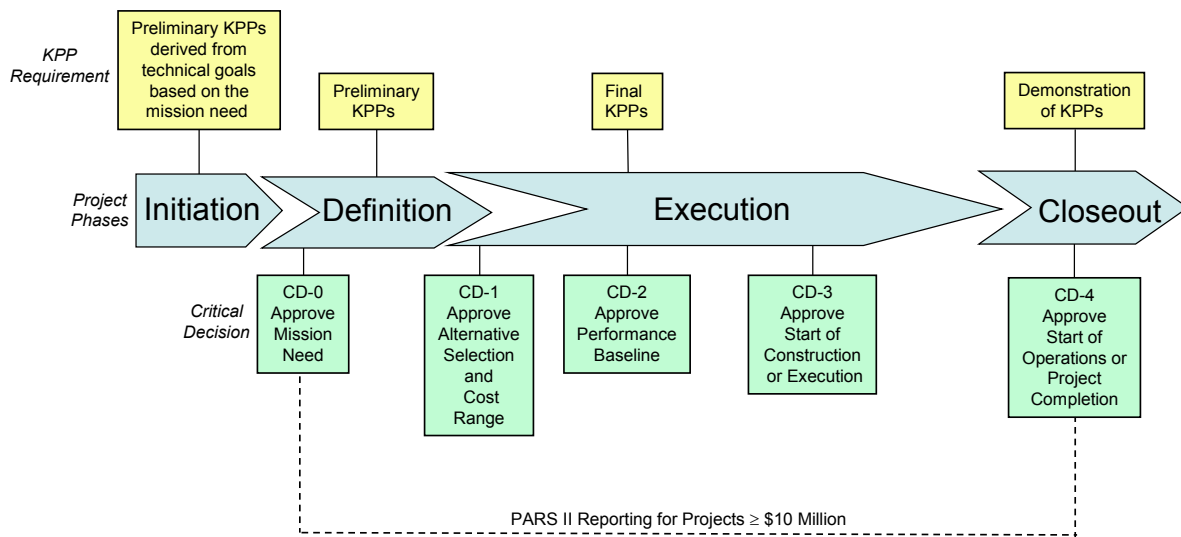 KPP
Requirement
Preliminary KPPs
derived from
technical goals
based on the
mission need
Preliminary
KPPs
Final
KPPs
Demonstration
of KPPs
Project
Phases
Initiation
Definition
Execution
Closeout
Critical
Decision
CD-0
Approve
Mission
Need
CD-1
Approve
Alternative
Selection
and
Cost
Range
CD-2
Approve
Performance
Baseline
CD-3
Approve
Start of
Construction
or Execution
CD-4
Approve
Start of
Operations or
Project
Completion
PARS II Reporting for Projects ≥ $10 Million